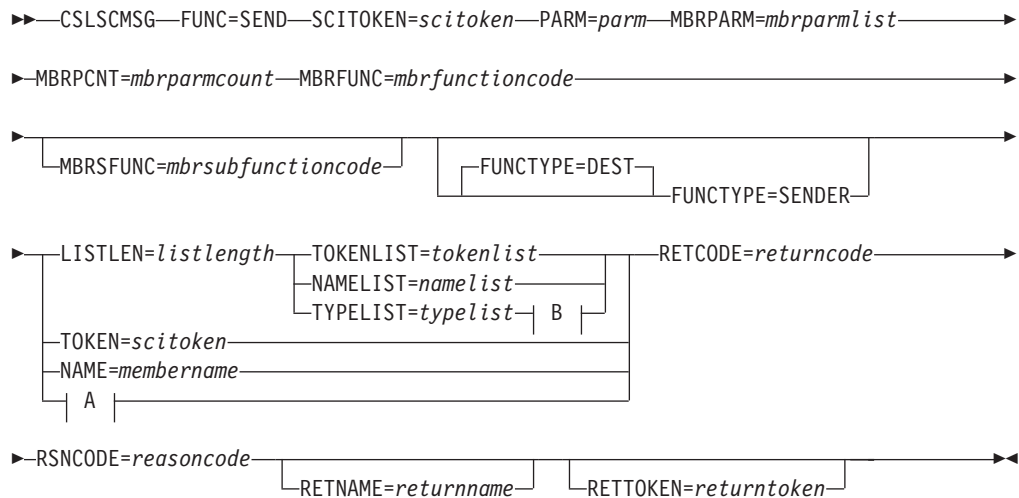 CSLSCMSG FUNC=SEND SCITOKEN=scitoken PARM=parm MBRPARM=mbrparmlist
MBRPCNT=mbrparmcount MBRFUNC=mbrfunctioncode
MBRSFUNC=mbrsubfunctioncode
FUNCTYPE=DEST
FUNCTYPE=SENDER
LISTLEN=listlength TOKENLIST=tokenlist RETCODE=returncode
NAMELIST=namelist
TYPELIST=typelist B
TOKEN=scitoken
NAME=membername
A
RSNCODE=reasoncode
RETNAME=returnname RETTOKEN=returntoken